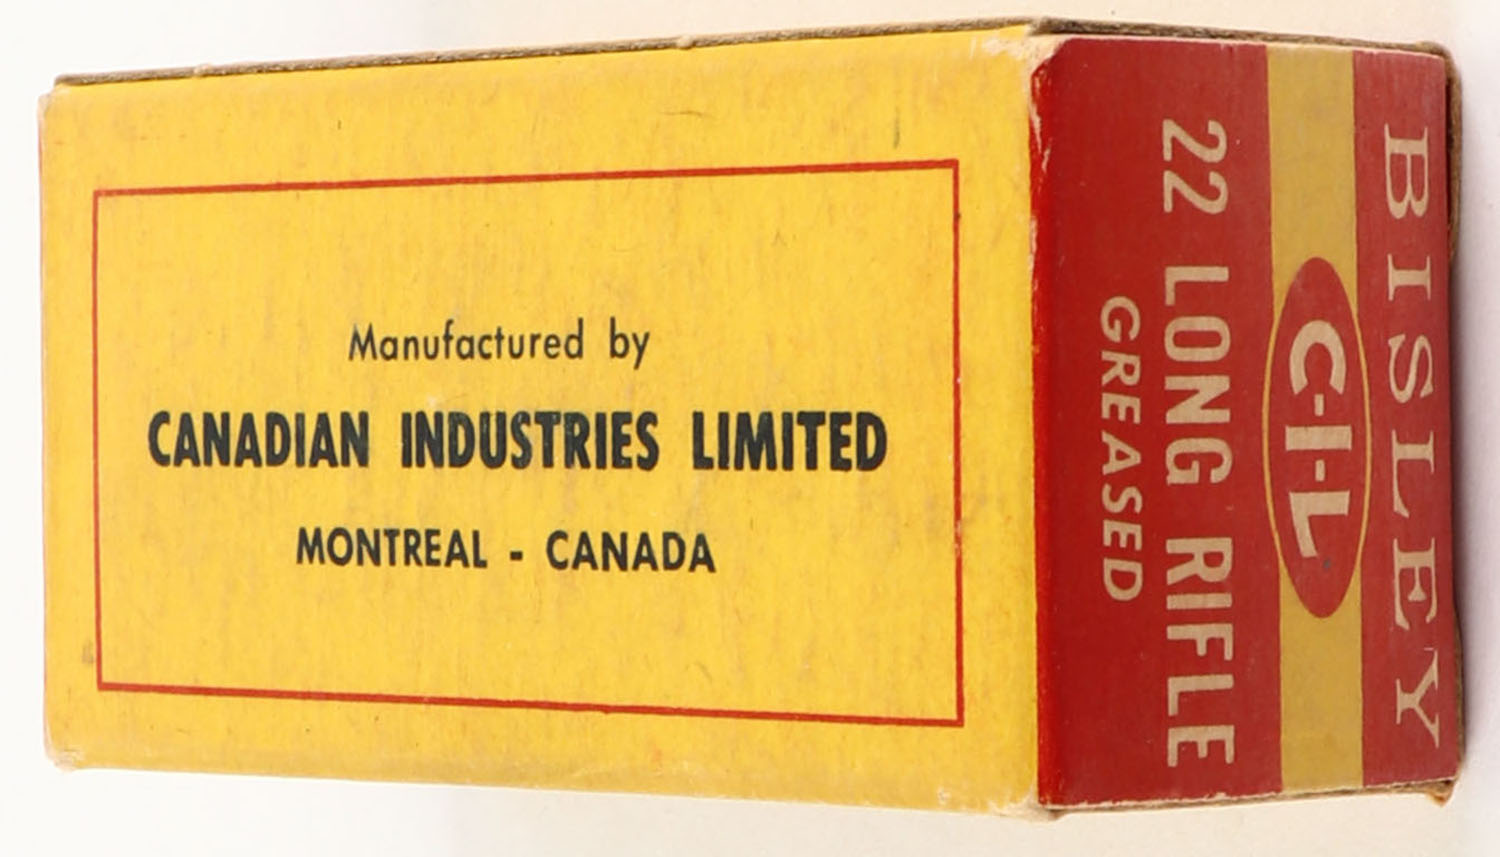 Manufactured by
CANADIAN INDUSTRIES LIMITED
MONTREAL - CANADA
BISLEY
C-I-L
22 LONG RIFLE
GREASED